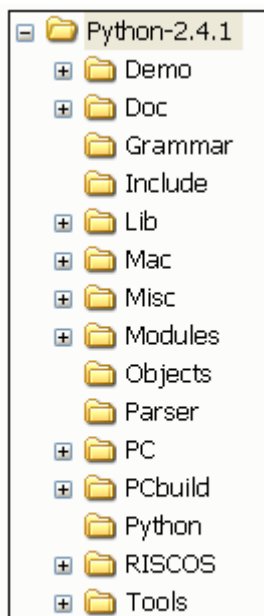 Python-2.4.1
Demo
Doc
Grammar
Include
Lib
Mac
Misc
Modules
Objects
Parser
PC
PCbuild
Python
RISCOS
Tools